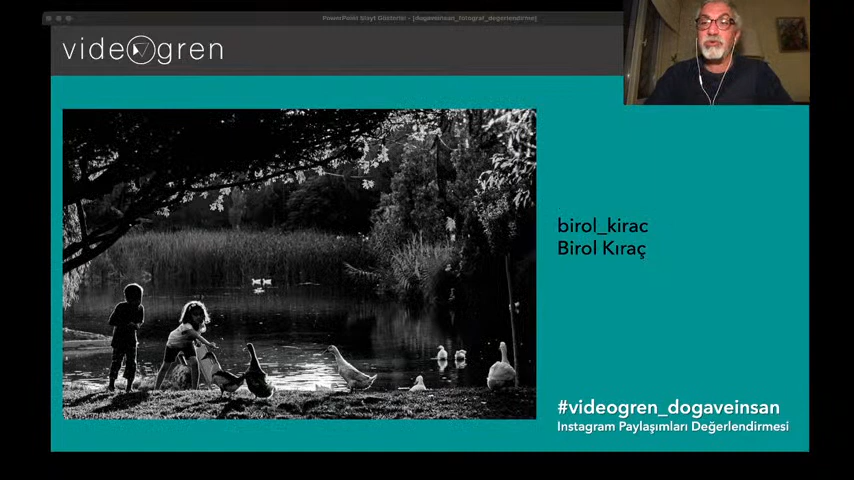 PowerPoint Slayt Gösterisi - [dogaveinsan_fotograf_degerlendirme]
videogren
birol_kirac
Birol Kıraç
#videogren_dogaveinsan
Instagram Paylaşımları Değerlendirmesi